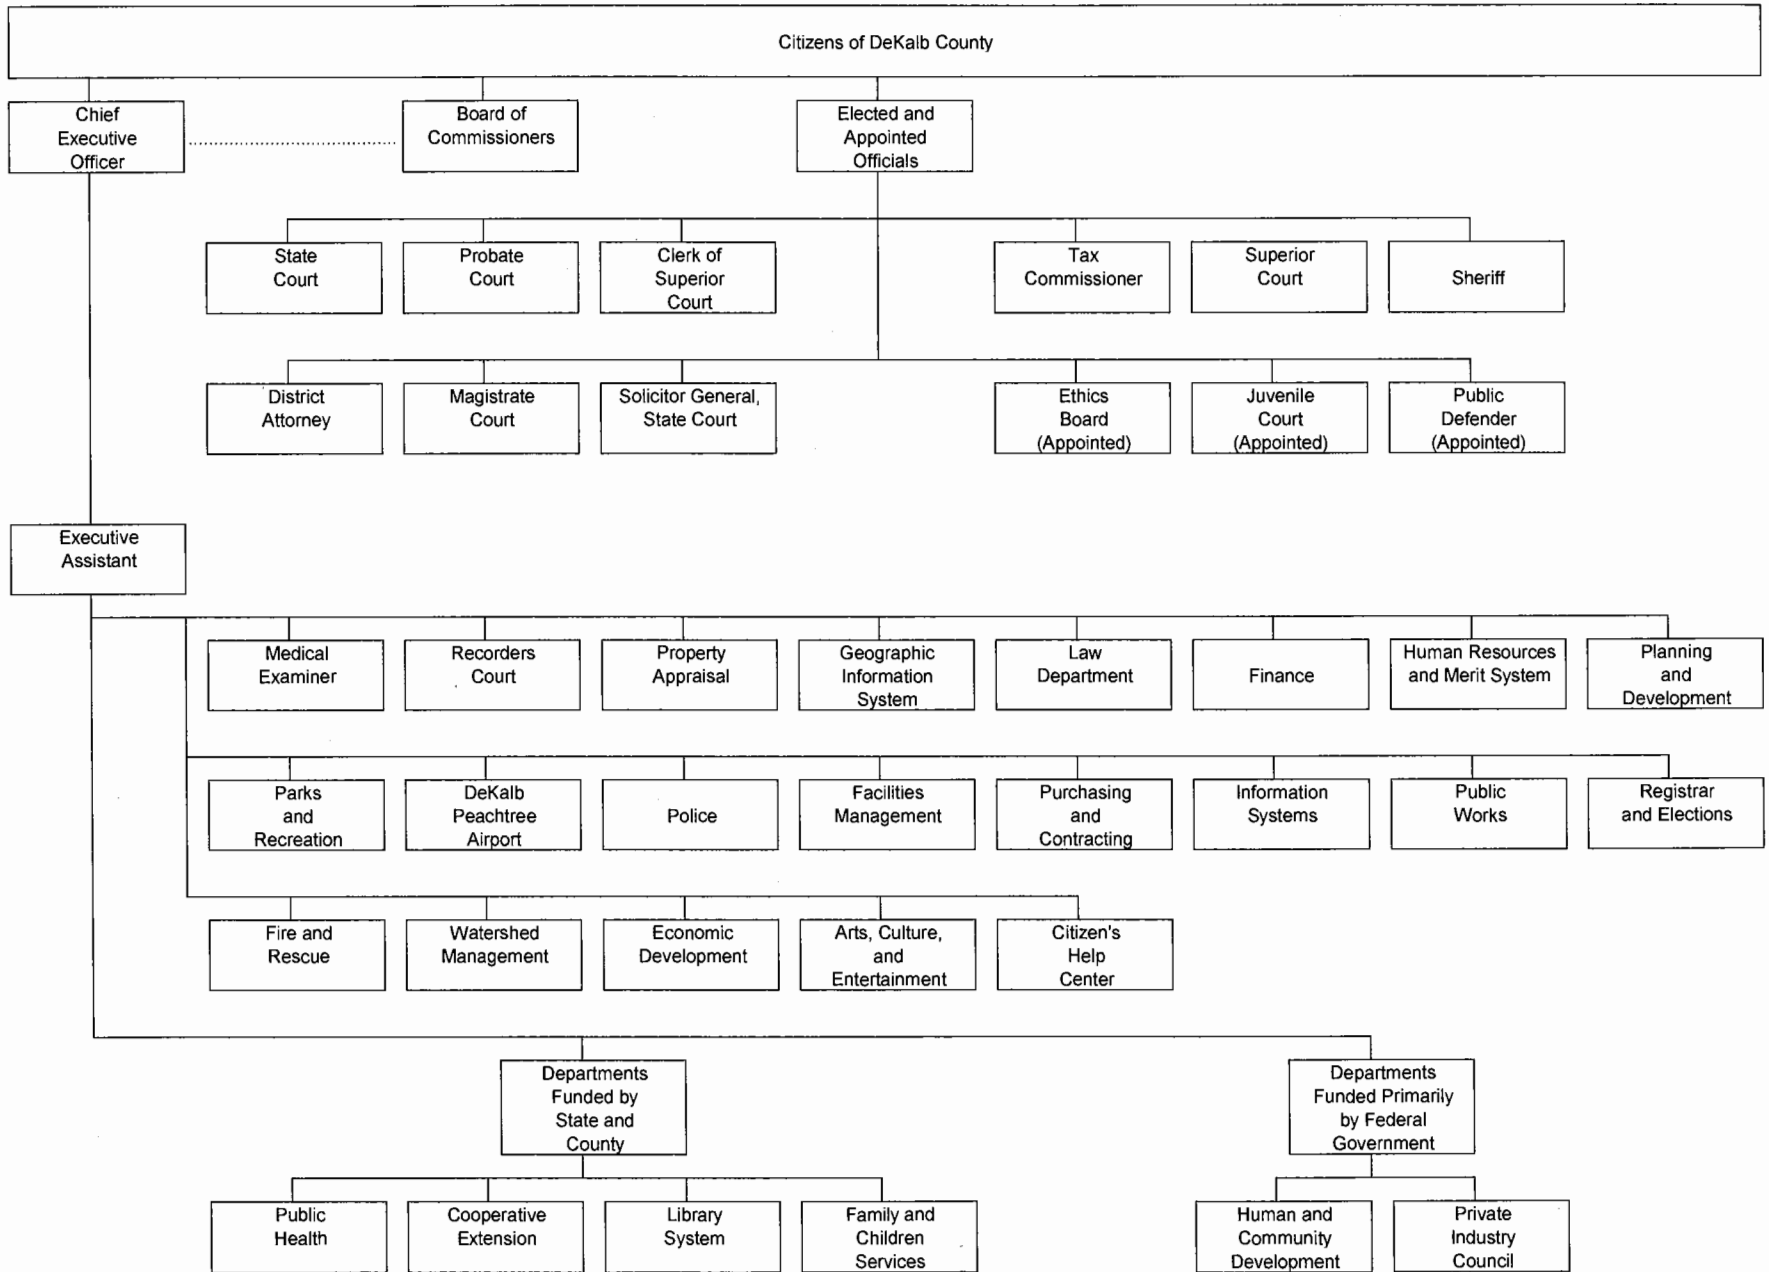 Citizens of DeKalb County
Chief
Executive
Officer
Board of
Commissioners
Elected and
Appointed
Officials
State
Court
Probate
Court
Clerk of
Superior
Court
Tax
Commissioner
Superior
Court
Sheriff
District
Attorney
Magistrate
Court
Solicitor General,
State Court
Ethics
Board
(Appointed)
Juvenile
Court
(Appointed)
Public
Defender
(Appointed)
Executive
Assistant
Medical
Examiner
Recorders
Court
Property
Appraisal
Geographic
Information
System
Law
Department
Finance
Human Resources
and Merit System
Planning
and
Development
Parks
and
Recreation
DeKalb
Peachtree
Airport
Police
Facilities
Management
Purchasing
and
Contracting
Information
Systems
Public
Works
Registrar
and Elections
Fire and
Rescue
Watershed
Management
Economic
Development
Arts, Culture,
and
Entertainment
Citizen's
Help
Center
Departments
Funded by
State and
County
Departments
Funded Primarily
by Federal
Government
Public
Health
Cooperative
Extension
Library
System
Family and
Children
Services
Human and
Community
Development
Private
Industry
Council